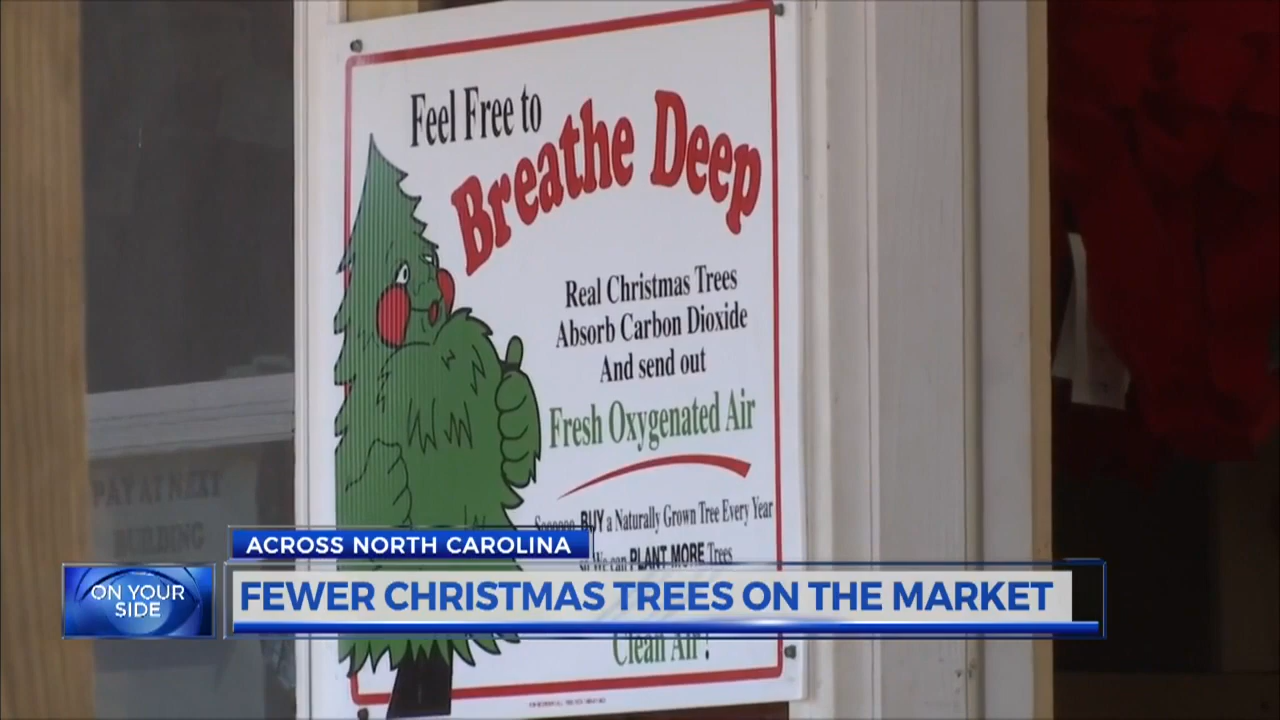 Feel Free to
Breathe Deep
Real Christmas Trees
Absorb Carbon Dioxide
And send out
Fresh Oxygenated Air
BUY a Naturally Grown Tree Every Year
We can PLANT MORE Trees
Clean Air!
PAY AT NEXT
BUILDING
ACROSS NORTH CAROLINA
ON YOUR
SIDE
FEWER CHRISTMAS TREES ON THE MARKET